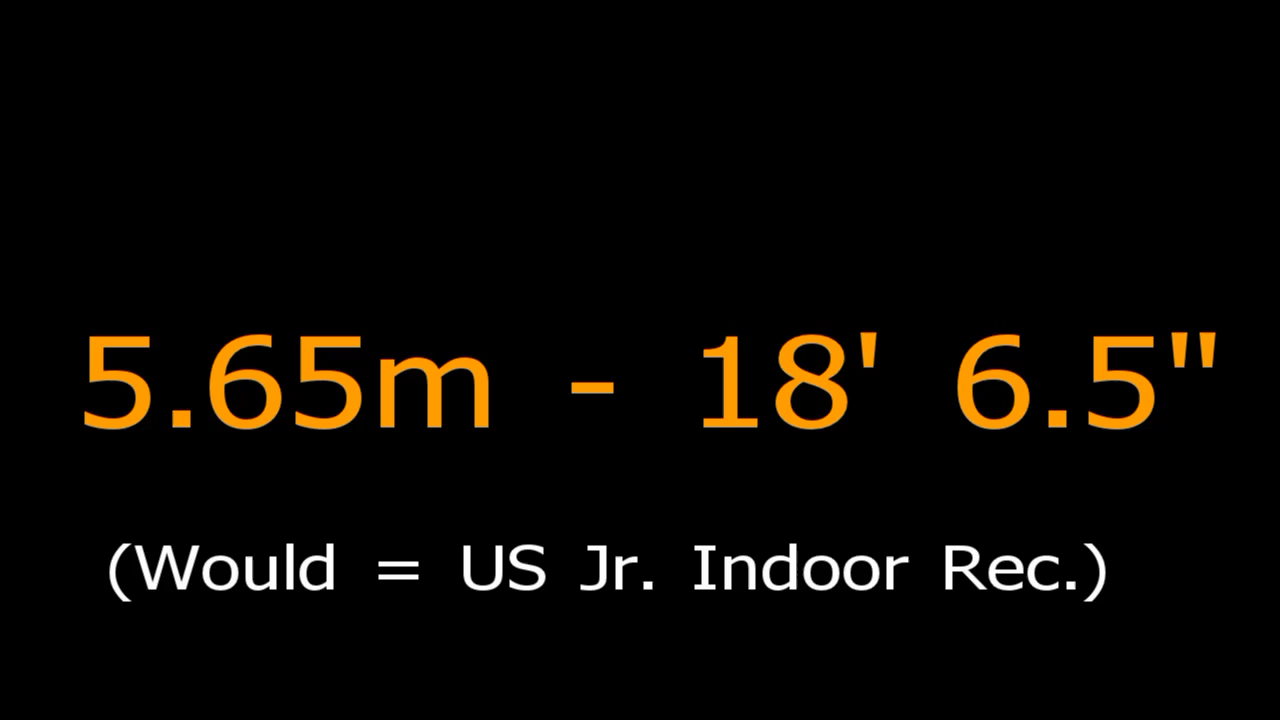 5.65m - 18' 6.5"
(Would = US Jr. Indoor Rec.)